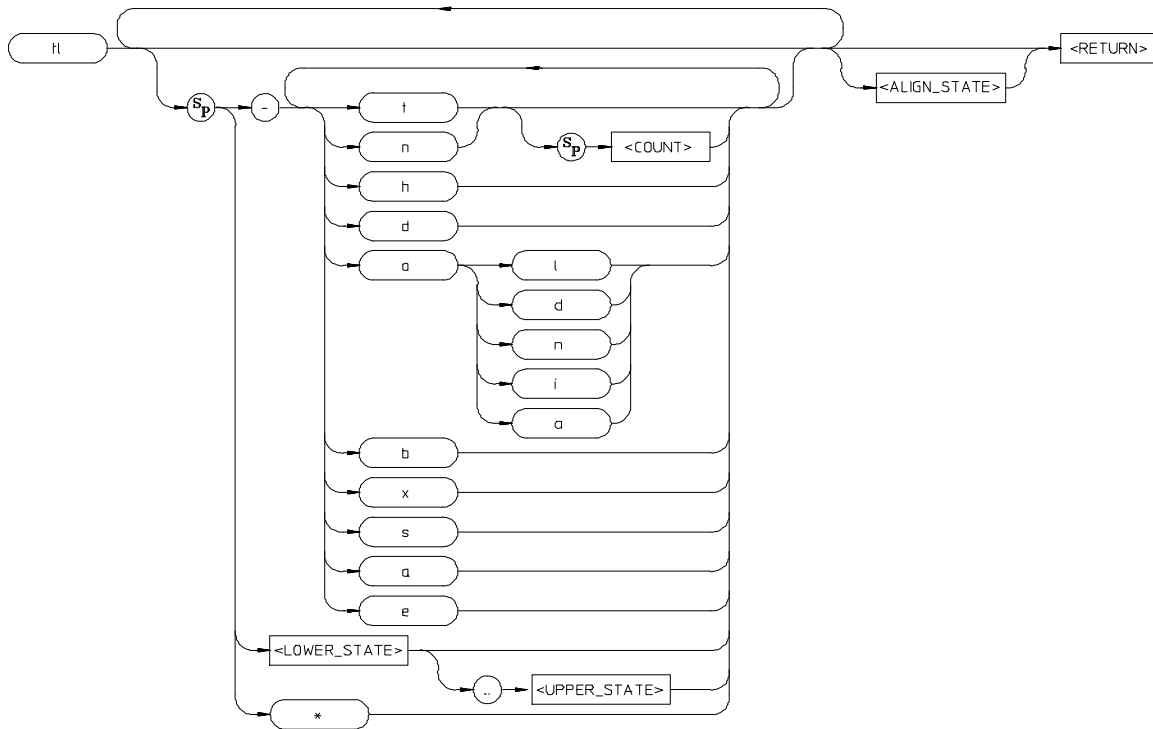 tl
<RETURN>
<ALIGN_STATE>
Sp
-
t
n
Sp
<COUNT>
h
d
o
l
d
n
i
a
b
x
s
a
e
<LOWER_STATE>
..
<UPPER_STATE>
*